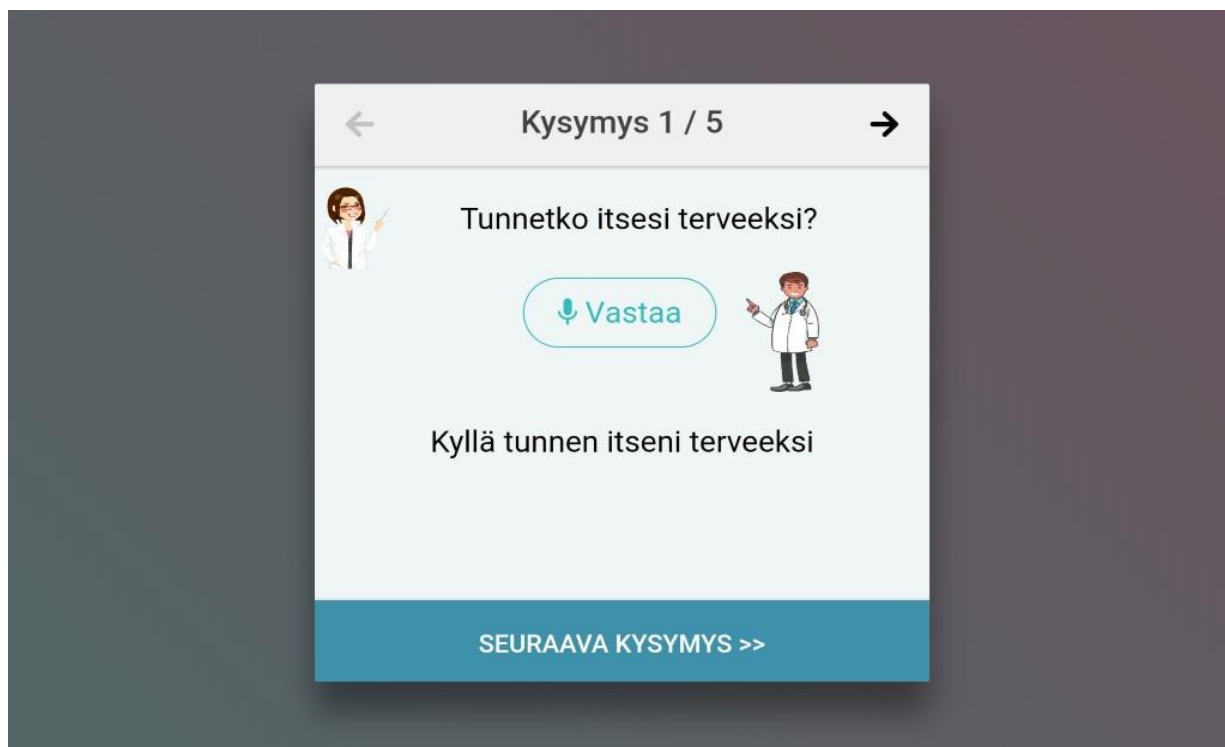 Kysymys 1 / 5
Tunnetko itsesi terveeksi?
Vastaa
Kyllä tunnen itseni terveeksi
SEURAAVA KYSYMYS >>